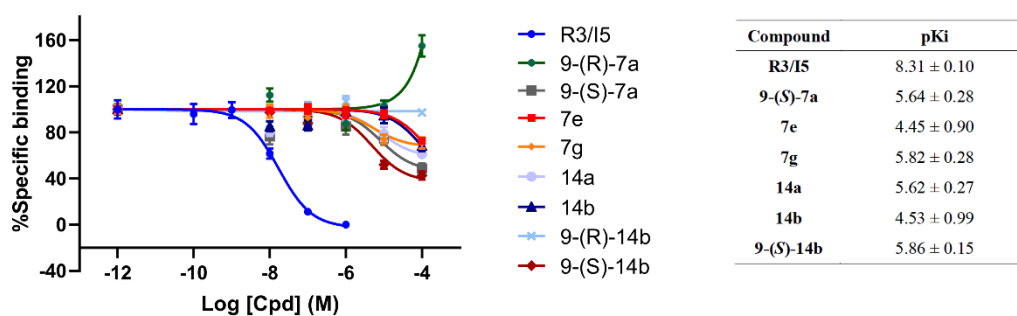 160
120
80
40
0
-40
%Specific binding
-12 -10 -8 -6 -4
Log [Cpd] (M)
R3/I5
9-(R)-7a
9-(S)-7a
7e
7g
14a
14b
9-(R)-14b
9-(S)-14b
Compound pKi
R3/I5 8.31 ± 0.10
9-(S)-7a 5.64 ± 0.28
7e 4.45 ± 0.90
7g 5.82 ± 0.28
14a 5.62 ± 0.27
14b 4.53 ± 0.99
9-(S)-14b 5.86 ± 0.15